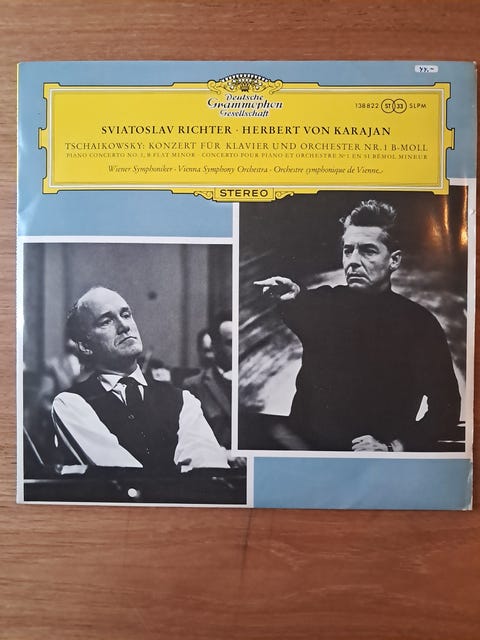 99,-
Deutsche
Grammophon
Gesellschaft
138 822 ST 33 SLPM
SVIATOSLAV RICHTER · HERBERT VON KARAJAN
TSCHAIKOWSKY: KONZERT FÜR KLAVIER UND ORCHESTER NR. 1 B-MOLL
PIANO CONCERTO NO. 1, B FLAT MINOR · CONCERTO POUR PIANO ET ORCHESTRE Nº 1 EN SI BÉMOL MINEUR
Wiener Symphoniker · Vienna Symphony Orchestra · Orchestre symphonique de Vienne
STEREO